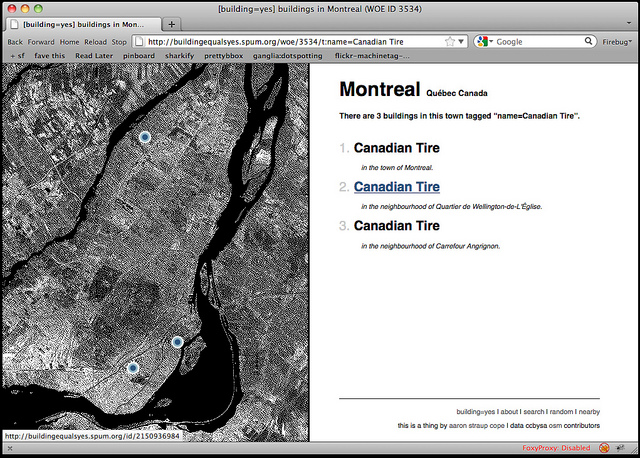 [building=yes] buildings in Montreal (WOE ID 3534)
[building=yes] buildings in Mon...
+
Back Forward Home Reload Stop http://buildingequalsyes.spum.org/woe/3534/t:name=Canadian Tire Google Firebug
+ sf fave this Read Later pinboard sharkify prettybbox gangliadotspotting flickr-machinetag-...
Montreal Québec Canada
There are 3 buildings in this town tagged "name=Canadian Tire".
1. Canadian Tire
in the town of Montreal.
2. Canadian Tire
in the neighbourhood of Quartier de Wellington-de-L'Église.
3. Canadian Tire
in the neighbourhood of Carrefour Angrignon.
building=yes | about | search | random | nearby
this is a thing by aaron straup cope | data ccbysa osm contributors
http://buildingequalsyes.spum.org/id/2150936984
FoxyProxy: Disabled